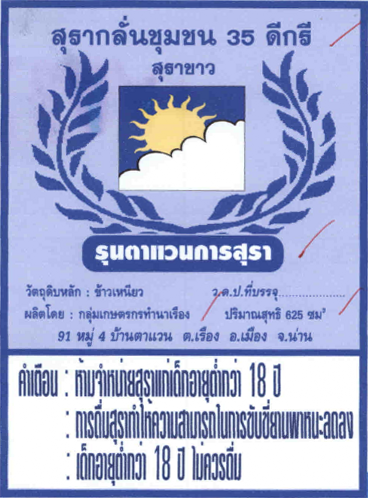 สุรากลั่นชุมชน 35 ดีกรี
สุราขาว
รุนตาแวนการสุรา
วัตถุดิบหลัก : ข้าวเหนียว ว.ด.ป.ที่บรรจุ....................
ผลิตโดย : กลุ่มเกษตรกรทำนาเรือง ปริมาณสุทธิ 625 ซม³
91 หมู่ 4 บ้านตาแวน ต.เรือง อ.เมือง จ.น่าน
คำเตือน : ห้ามจำหน่ายสุราแก่เด็กอายุต่ำกว่า 18 ปี
: การดื่มสุราทำให้ความสามารถในการขับขี่ยานพาหนะลดลง
: เด็กอายุต่ำกว่า 18 ปี ไม่ควรดื่ม